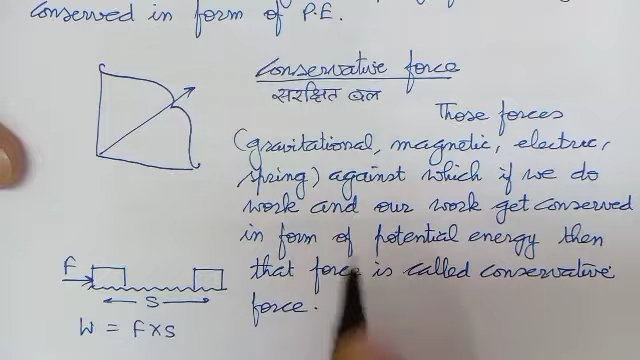 conserved in form of P.E.
Conservative force
सरक्षित बल
Those forces
(gravitational, magnetic, electric,
spring) against which if we do
work and our work get conserved
in form of potential energy then
that force is called conservative
force.
F
S
W = F×S